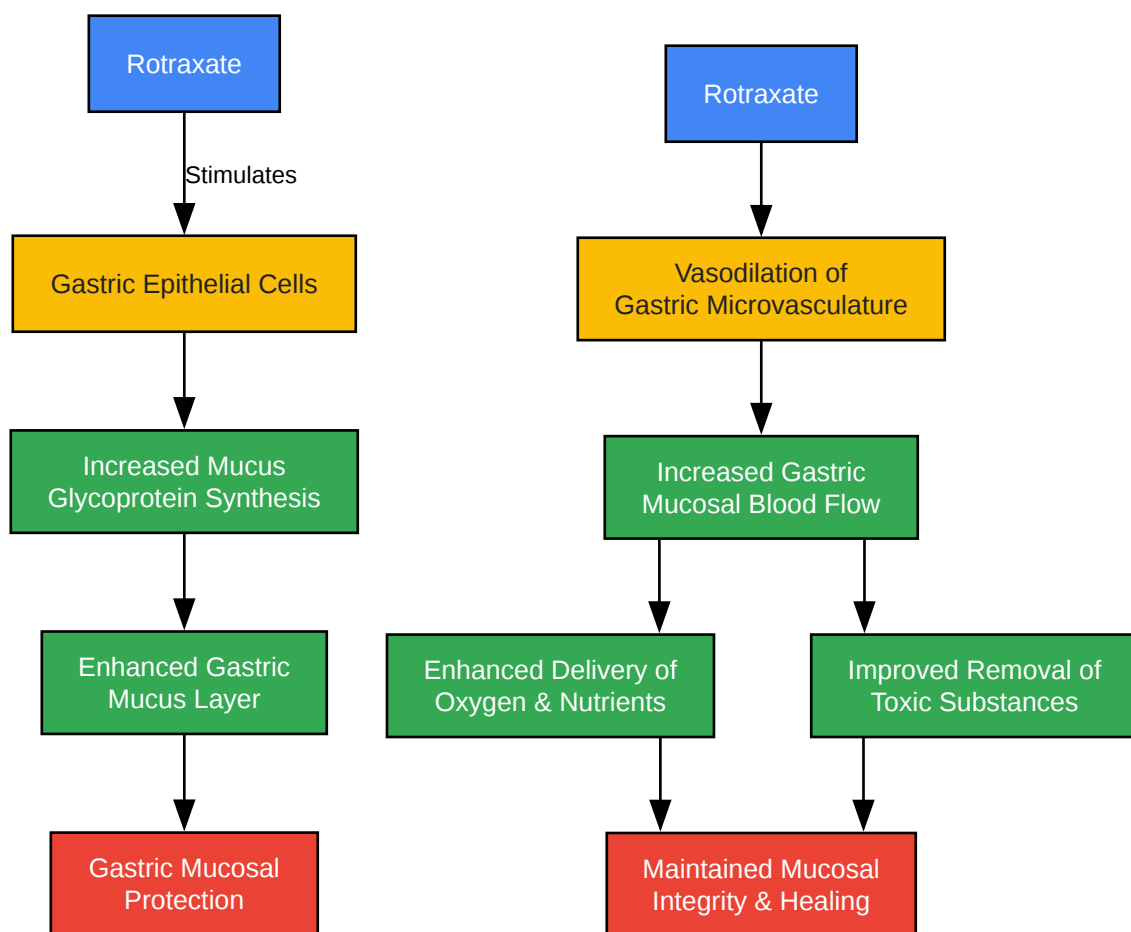 Rotraxate
Stimulates
Gastric Epithelial Cells
Increased Mucus
Glycoprotein Synthesis
Enhanced Gastric
Mucus Layer
Gastric Mucosal
Protection
Rotraxate
Vasodilation of
Gastric Microvasculature
Increased Gastric
Mucosal Blood Flow
Enhanced Delivery of
Oxygen & Nutrients
Improved Removal of
Toxic Substances
Maintained Mucosal
Integrity & Healing